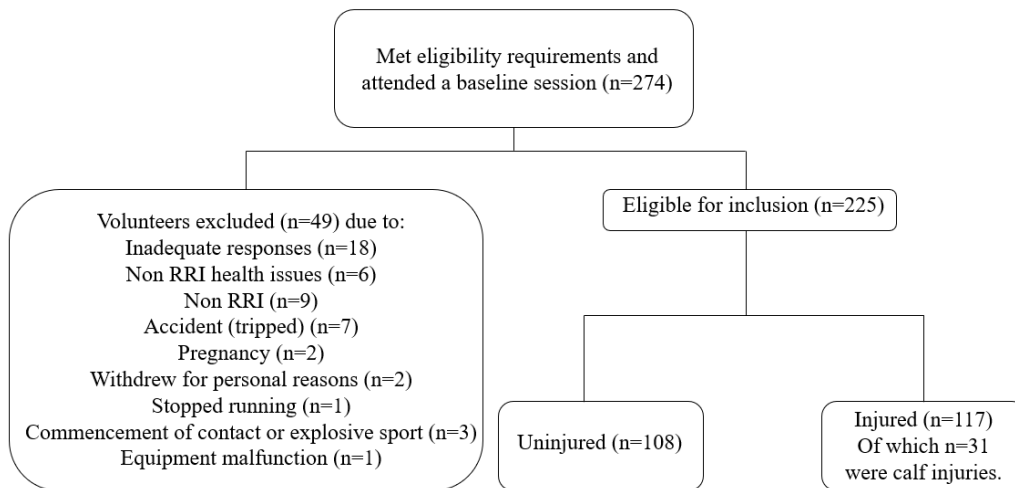 Met eligibility requirements and
attended a baseline session (n=274)
Volunteers excluded (n=49) due to:
Inadequate responses (n=18)
Non RRI health issues (n=6)
Non RRI (n=9)
Accident (tripped) (n=7)
Pregnancy (n=2)
Withdrew for personal reasons (n=2)
Stopped running (n=1)
Commencement of contact or explosive sport (n=3)
Equipment malfunction (n=1)
Eligible for inclusion (n=225)
Uninjured (n=108)
Injured (n=117)
Of which n=31
were calf injuries.